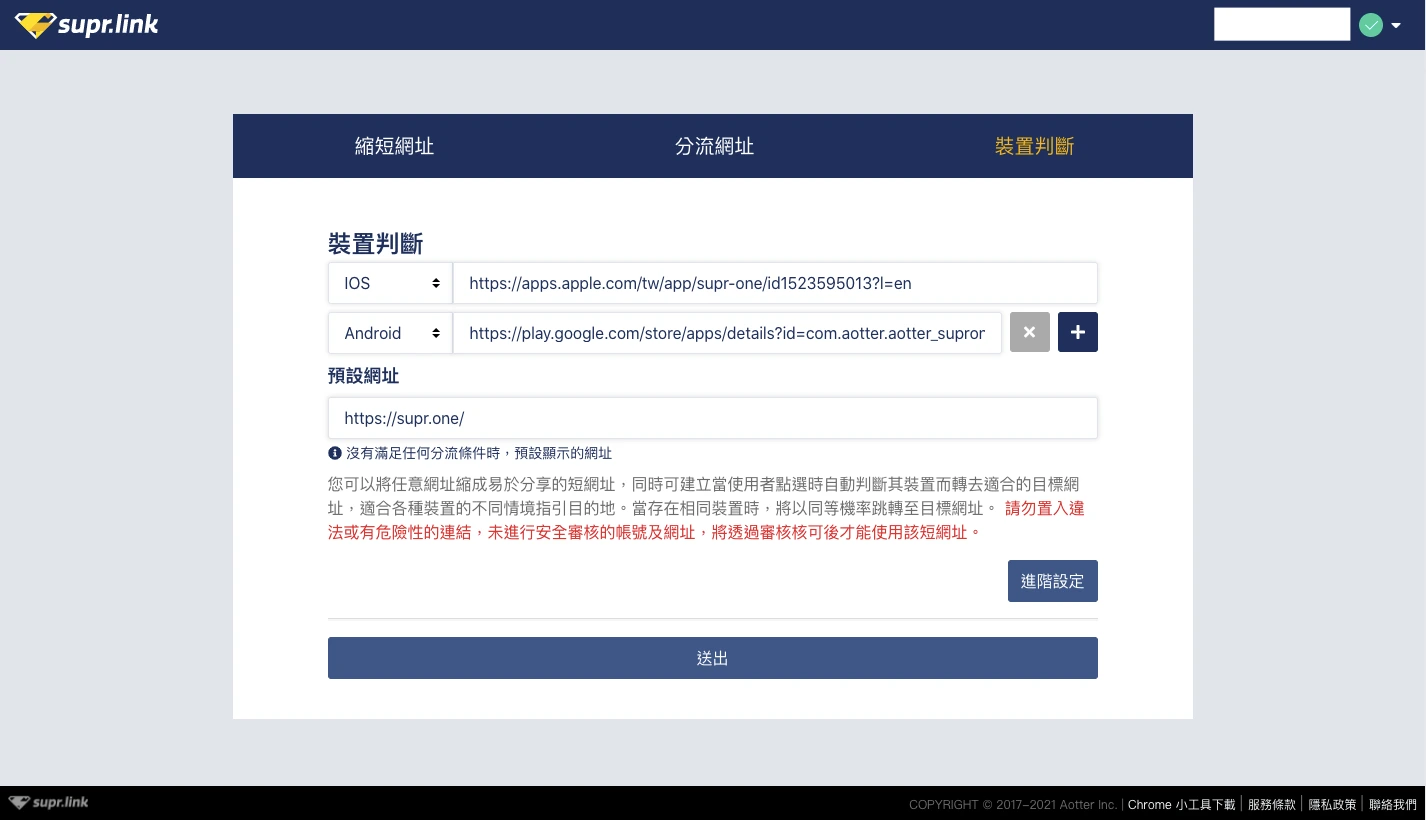 supr.link
縮短網址
分流網址
裝置判斷
裝置判斷
IOS
https://apps.apple.com/tw/app/supr-one/id1523595013?l=en
Android
https://play.google.com/store/apps/details?id=com.aotter.aotter_supror
預設網址
https://supr.one/
沒有滿足任何分流條件時，預設顯示的網址
您可以將任意網址縮成易於分享的短網址，同時可建立當使用者點選時自動判斷其裝置而轉去適合的目標網
址，適合各種裝置的不同情境指引目的地。當存在相同裝置時，將以同等機率跳轉至目標網址。 請勿置入違
法或有危險性的連結，未進行安全審核的帳號及網址，將透過審核核可後才能使用該短網址。
進階設定
送出
supr.link
COPYRIGHT © 2017–2021 Aotter Inc. | Chrome 小工具下載 | 服務條款 | 隱私政策 | 聯絡我們